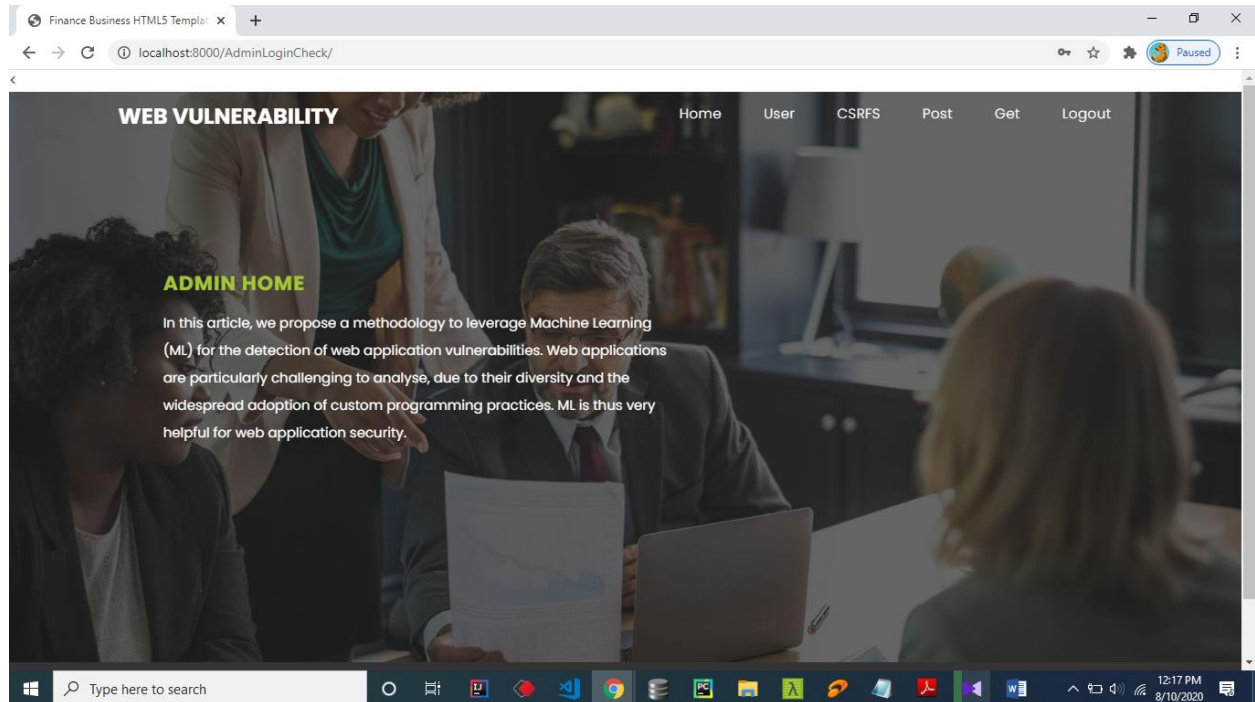 Finance Business HTML5 Templat
localhost:8000/AdminLoginCheck/
Paused
<
WEB VULNERABILITY
Home User CSRFS Post Get Logout
ADMIN HOME
In this article, we propose a methodology to leverage Machine Learning
(ML) for the detection of web application vulnerabilities. Web applications
are particularly challenging to analyse, due to their diversity and the
widespread adoption of custom programming practices. ML is thus very
helpful for web application security.
Type here to search
12:17 PM
8/10/2020